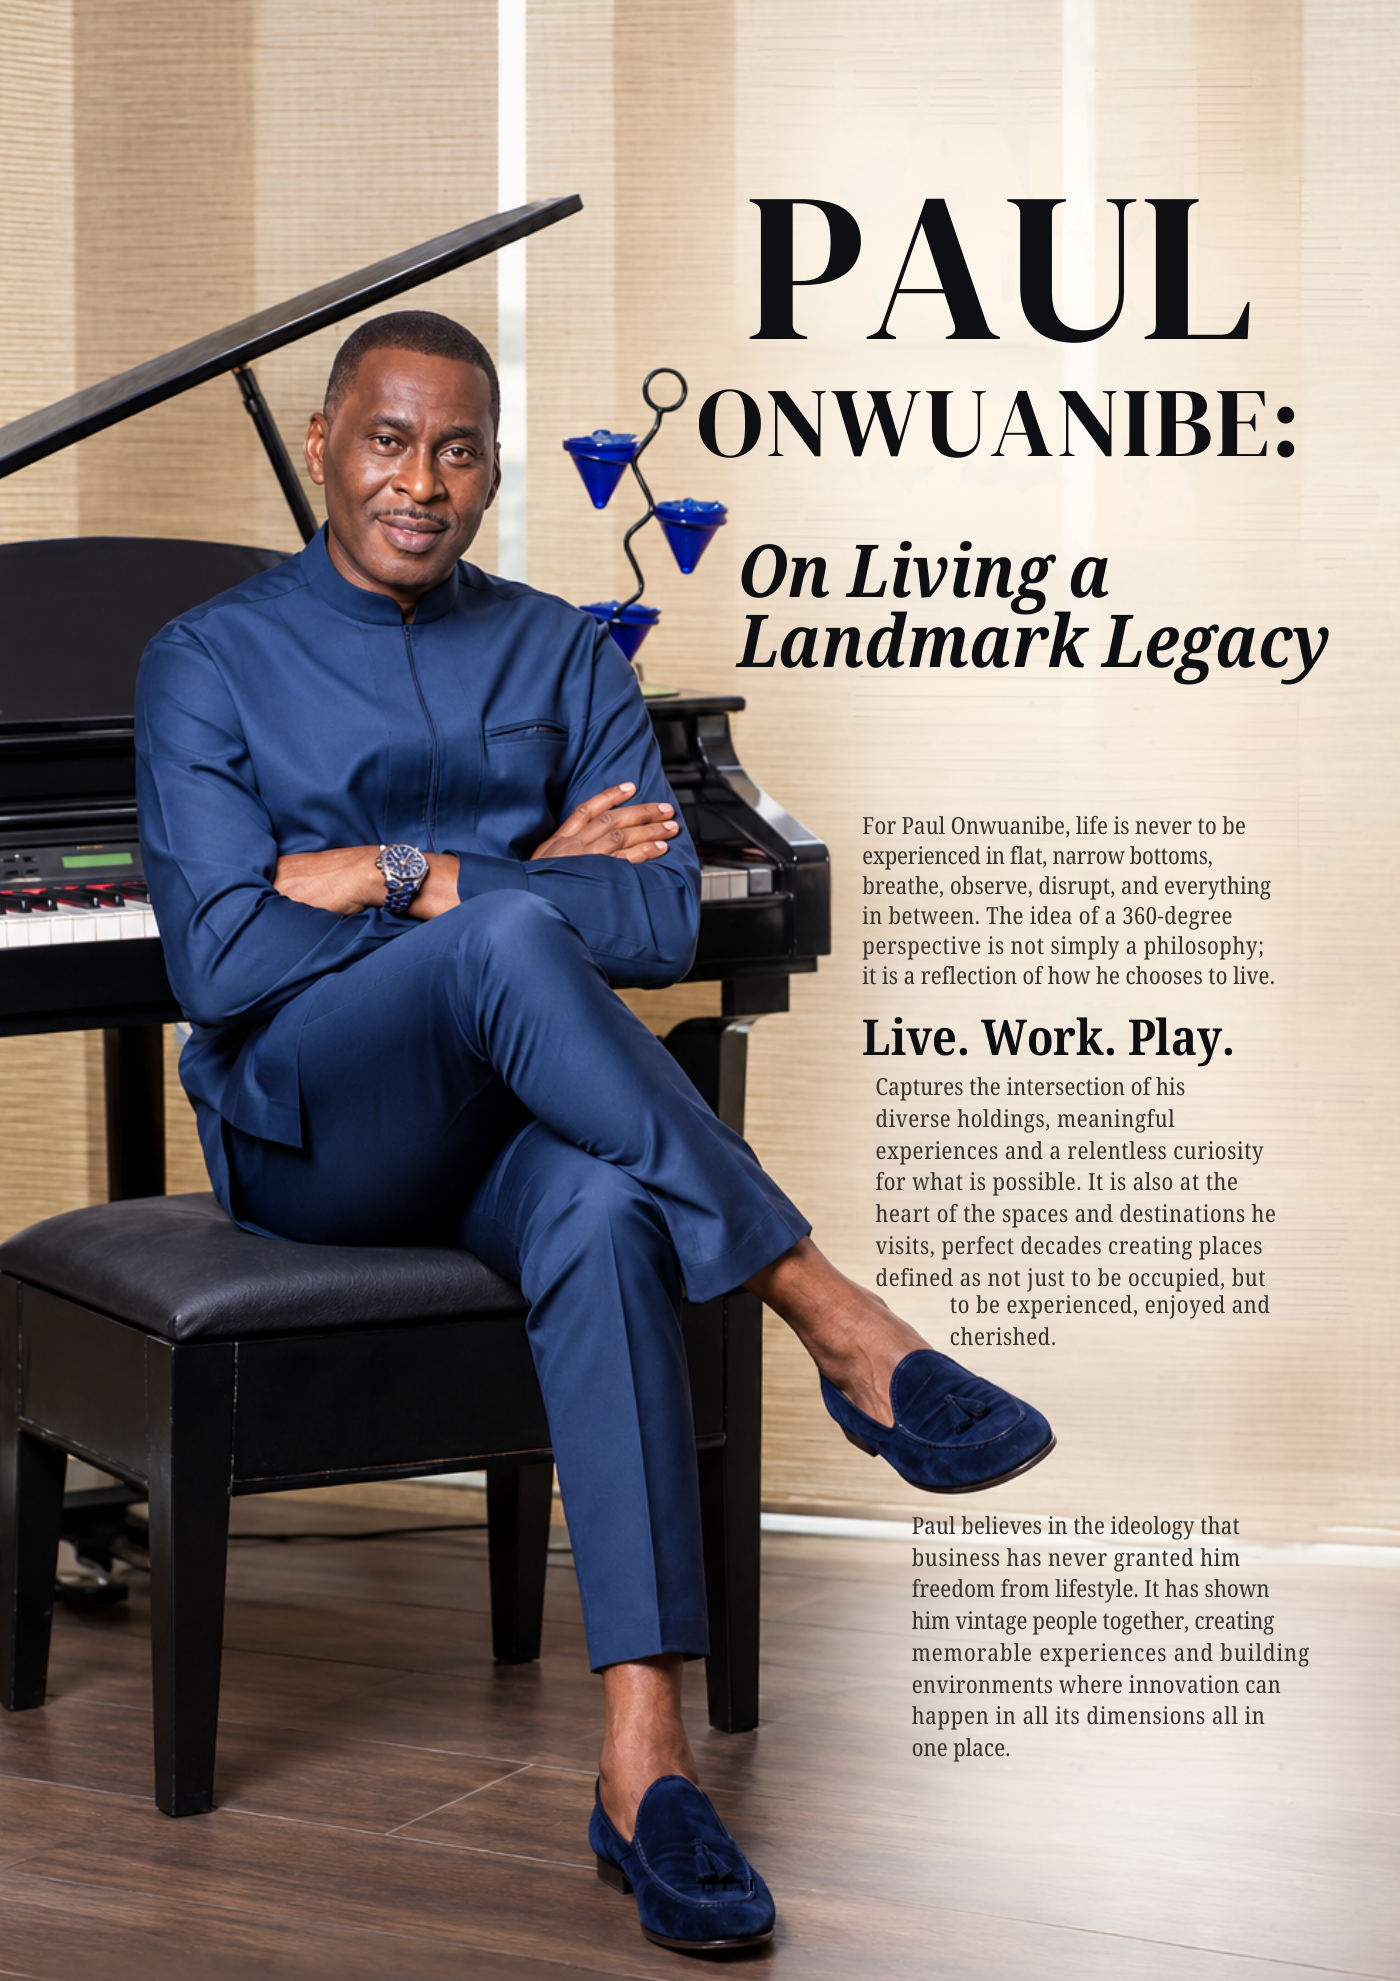 PAUL
ONWUANIBE:
On Living a
Landmark Legacy
For Paul Onwuanibe, life is never to be
experienced in flat, narrow bottoms,
breathe, observe, disrupt, and everything
in between. The idea of a 360-degree
perspective is not simply a philosophy;
it is a reflection of how he chooses to live.
Live. Work. Play.
Captures the intersection of his
diverse holdings, meaningful
experiences and a relentless curiosity
for what is possible. It is also at the
heart of the spaces and destinations he
visits, perfect decades creating places
defined as not just to be occupied, but
to be experienced, enjoyed and
cherished.
Paul believes in the ideology that
business has never granted him
freedom from lifestyle. It has shown
him vintage people together, creating
memorable experiences and building
environments where innovation can
happen in all its dimensions all in
one place.